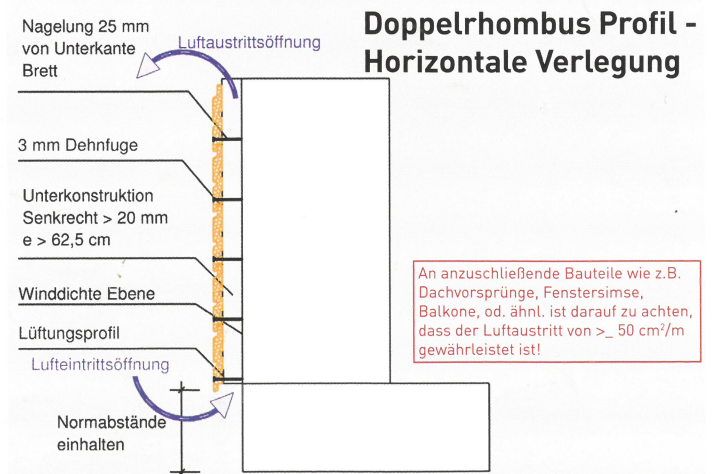 Doppelrhombus Profil -
Horizontale Verlegung
Nagelung 25 mm
von Unterkante
Brett
Luftaustrittsöffnung
3 mm Dehnfuge
Unterkonstruktion
Senkrecht > 20 mm
e > 62,5 cm
Winddichte Ebene
Lüftungsprofil
Lufteintrittsöffnung
Normabstände
einhalten
An anzuschließende Bauteile wie z.B.
Dachvorsprünge, Fenstersimse,
Balkone, od. ähnl. ist darauf zu achten,
dass der Luftaustritt von >_ 50 cm²/m
gewährleistet ist!